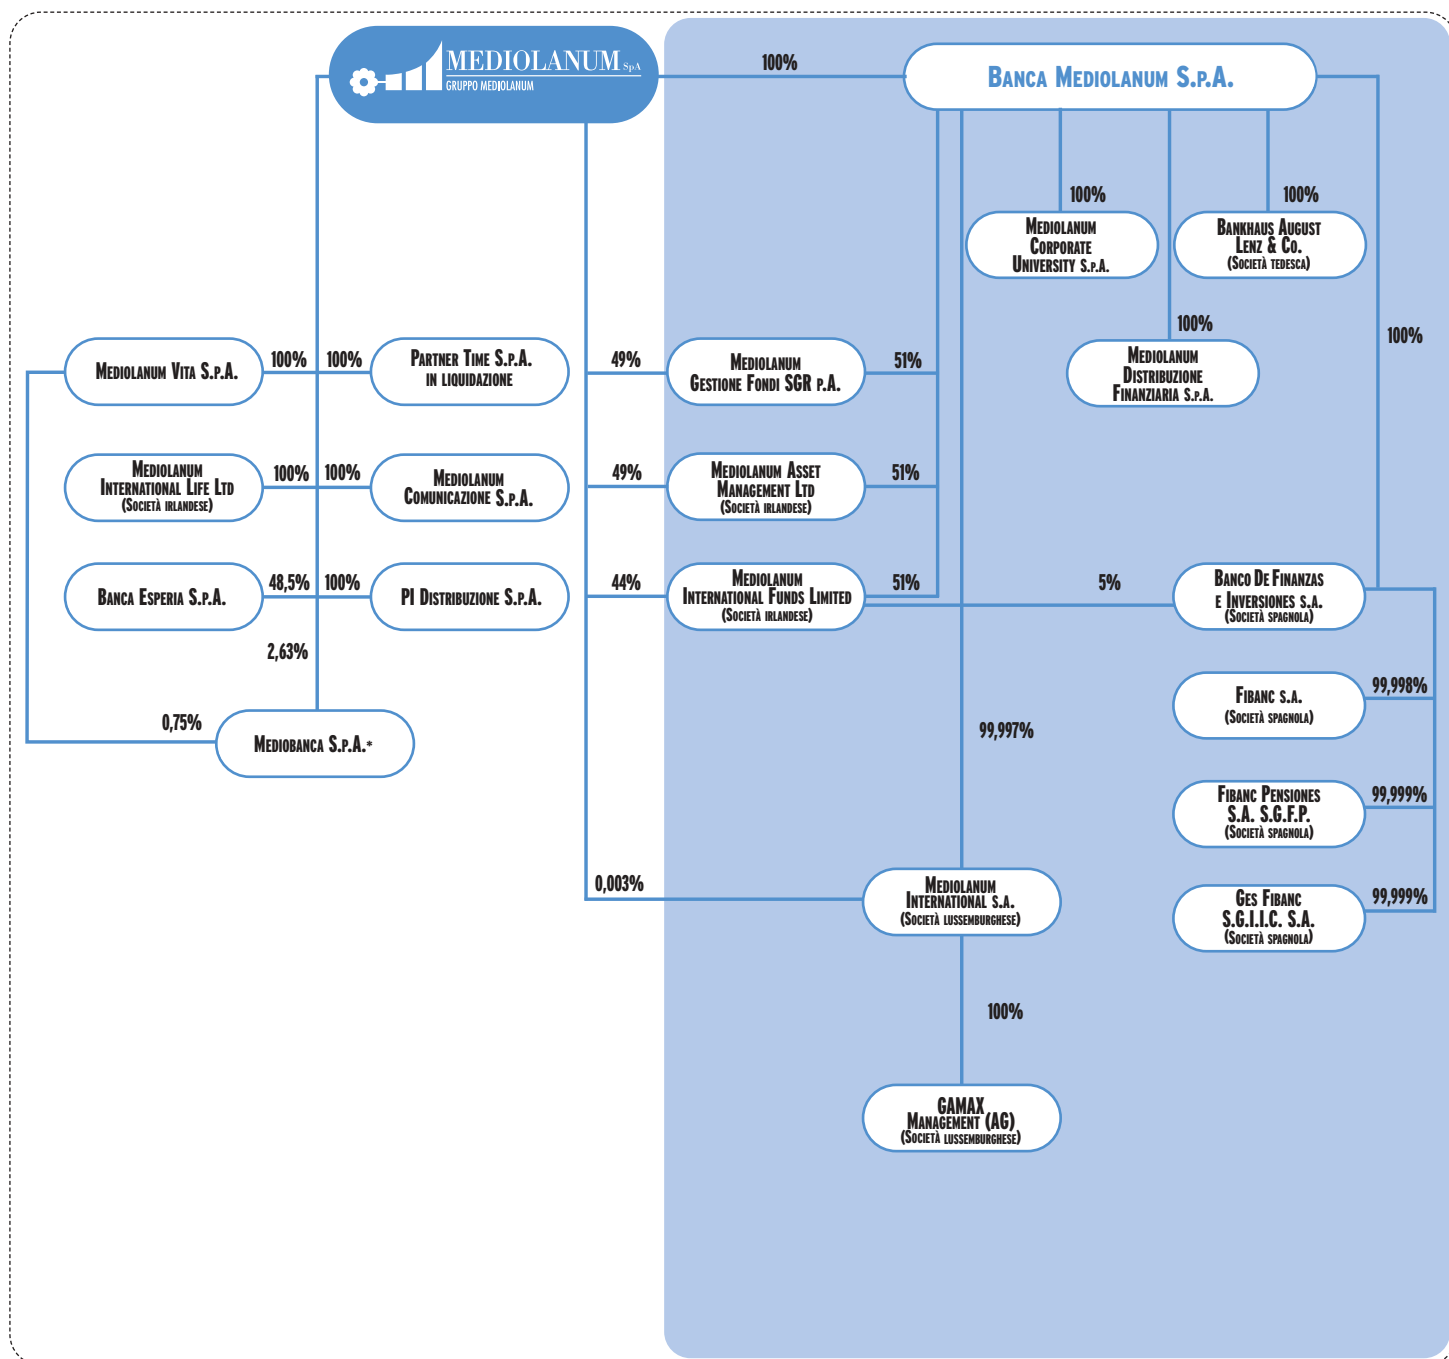 MEDIOLANUM SpA
GRUPPO MEDIOLANUM
100%
BANCA MEDIOLANUM S.P.A.
100%
MEDIOLANUM
CORPORATE
UNIVERSITY S.P.A.
100%
BANKHAUS AUGUST
LENZ & CO.
(SOCIETÀ TEDESCA)
100%
MEDIOLANUM
DISTRIBUZIONE
FINANZIARIA S.P.A.
100%
MEDIOLANUM VITA S.P.A.
100%
100%
PARTNER TIME S.P.A.
IN LIQUIDAZIONE
49%
MEDIOLANUM
GESTIONE FONDI SGR P.A.
51%
MEDIOLANUM
INTERNATIONAL LIFE LTD
(SOCIETÀ IRLANDESE)
100%
100%
MEDIOLANUM
COMUNICAZIONE S.P.A.
49%
MEDIOLANUM ASSET
MANAGEMENT LTD
(SOCIETÀ IRLANDESE)
51%
BANCA ESPERIA S.P.A.
48,5%
100%
PI DISTRIBUZIONE S.P.A.
44%
MEDIOLANUM
INTERNATIONAL FUNDS LIMITED
(SOCIETÀ IRLANDESE)
51%
5%
BANCO DE FINANZAS
E INVERSIONES S.A.
(SOCIETÀ SPAGNOLA)
2,63%
0,75%
MEDIOBANCA S.P.A.*
99,997%
FIBANC S.A.
(SOCIETÀ SPAGNOLA)
99,998%
FIBANC PENSIONES
S.A. S.G.F.P.
(SOCIETÀ SPAGNOLA)
99,999%
0,003%
MEDIOLANUM
INTERNATIONAL S.A.
(SOCIETÀ LUSSEMBURGHESE)
GES FIBANC
S.G.I.I.C. S.A.
(SOCIETÀ SPAGNOLA)
99,999%
100%
GAMAX
MANAGEMENT (AG)
(SOCIETÀ LUSSEMBURGHESE)